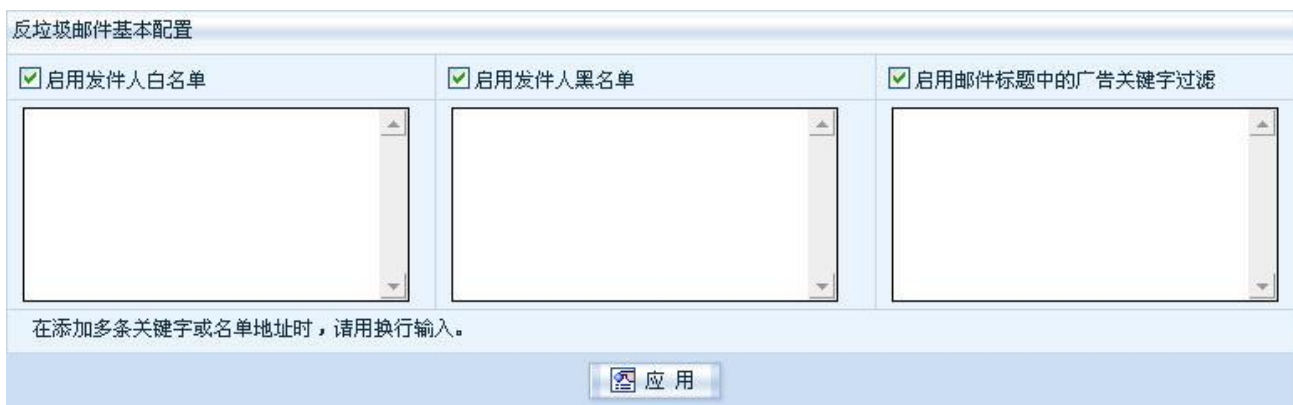 反垃圾邮件基本配置
启用发件人白名单
启用发件人黑名单
启用邮件标题中的广告关键字过滤
在添加多条关键字或名单地址时，请用换行输入。
应 用